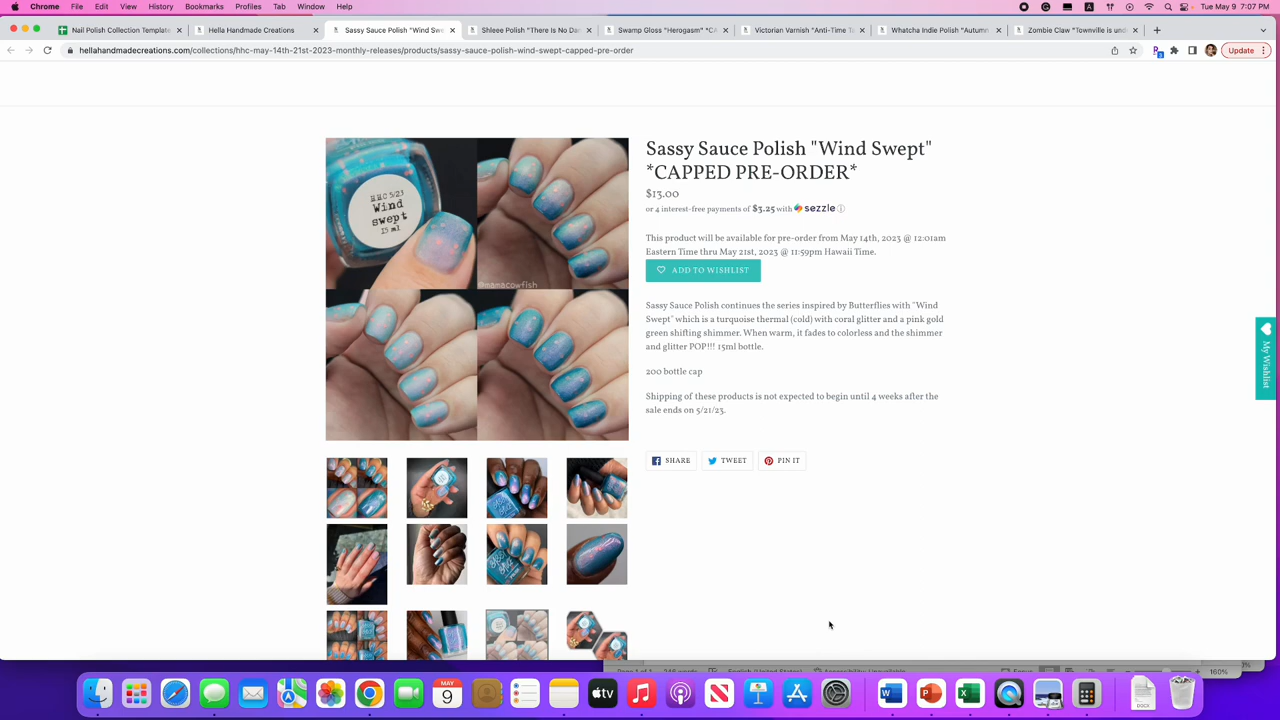 Chrome File Edit View History Bookmarks Profiles Tab Window Help Tue May 9 7:07 PM
Nail Polish Collection Template Hella Handmade Creations Sassy Sauce Polish "Wind Swe Shleee Polish "There Is No Dar Swamp Gloss "Herogasm" *CA Victorian Varnish "Anti-Time T Whatcha Indie Polish "Autumn Zombie Claw "Townville is und
hellahandmadecreations.com/collections/hhc-may-14th-21st-2023-monthly-releases/products/sassy-sauce-polish-wind-swept-capped-pre-order Update
Sassy Sauce Polish "Wind Swept"
*CAPPED PRE-ORDER*
$13.00
or 4 interest-free payments of $3.25 with sezzle
This product will be available for pre-order from May 14th, 2023 @ 12:01am
Eastern Time thru May 21st, 2023 @ 11:59pm Hawaii Time.
ADD TO WISHLIST
Sassy Sauce Polish continues the series inspired by Butterflies with "Wind
Swept" which is a turquoise thermal (cold) with coral glitter and a pink gold
green shifting shimmer. When warm, it fades to colorless and the shimmer
and glitter POP!!! 15ml bottle.
200 bottle cap
Shipping of these products is not expected to begin until 4 weeks after the
sale ends on 5/21/23.
SHARE TWEET PIN IT
HHC 5/23
Wind
swept
15 ml
@mamacowfish
My Wishlist
160%
MAY
9
tv
W
P
X
DOCX